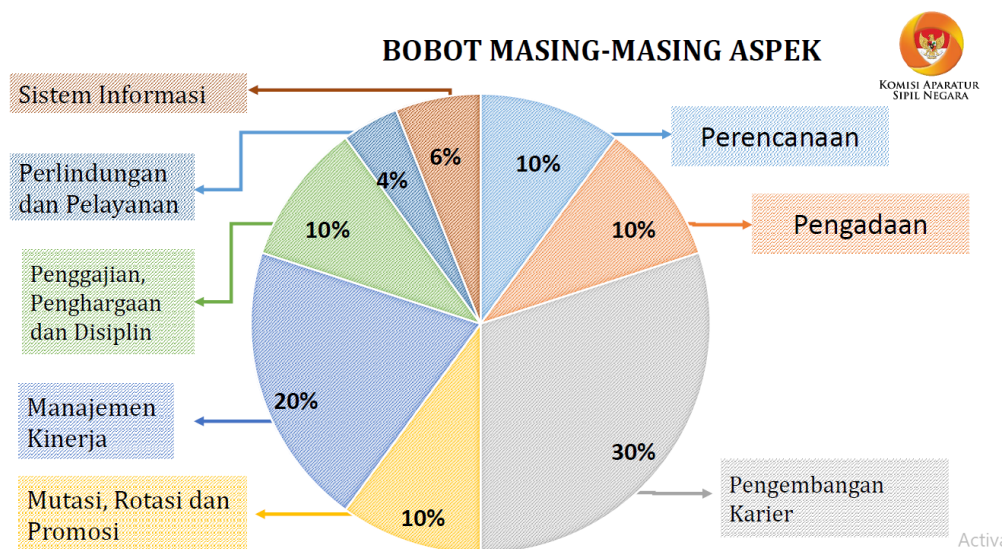 BOBOT MASING-MASING ASPEK
KOMISI APARATUR
SIPIL NEGARA
Sistem Informasi
Perlindungan
dan Pelayanan
Penggajian,
Penghargaan
dan Disiplin
Manajemen
Kinerja
Mutasi, Rotasi dan
Promosi
6%
4%
10%
20%
10%
10%
10%
30%
Perencanaan
Pengadaan
Pengembangan
Karier
Activa